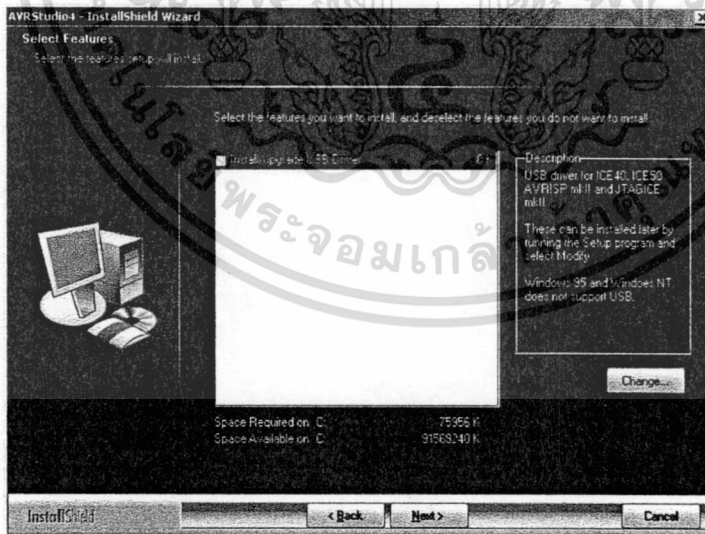 AVRStudio4 - InstallShield Wizard
Select Features
Select the features setup will install.
Select the features you want to install, and deselect the features you do not want to install.
Install/upgrade USB Driver
Description
USB driver for ICE40, ICE50,
AVRISP mkII and JTAGICE
mkII.
These can be installed later by
running the Setup program and
select Modify
Windows 95 and Windows NT
does not support USB.
พระจอมเกล้า
Change...
Space Required on C: 75956 K
Space Available on C: 91569240 K
InstallShield
< Back
Next >
Cancel